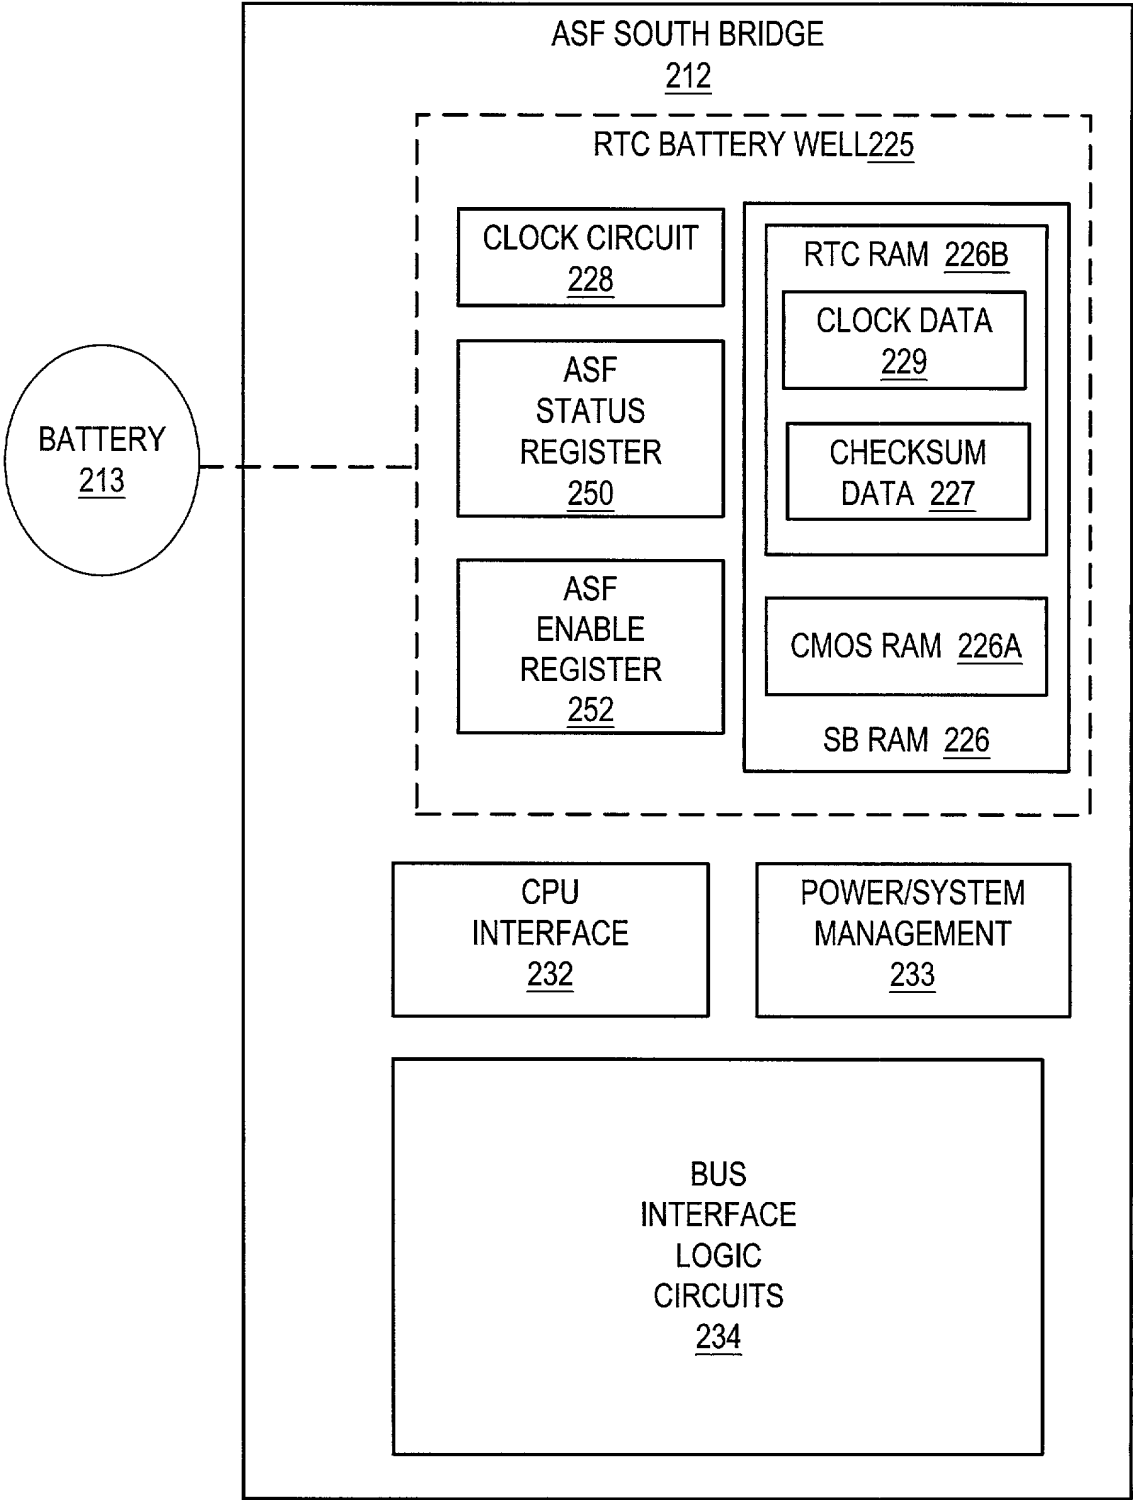 ASF SOUTH BRIDGE
212
RTC BATTERY WELL225
CLOCK CIRCUIT
228
ASF
STATUS
REGISTER
250
ASF
ENABLE
REGISTER
252
RTC RAM 226B
CLOCK DATA
229
CHECKSUM
DATA 227
CMOS RAM 226A
SB RAM 226
BATTERY
213
CPU
INTERFACE
232
POWER/SYSTEM
MANAGEMENT
233
BUS
INTERFACE
LOGIC
CIRCUITS
234